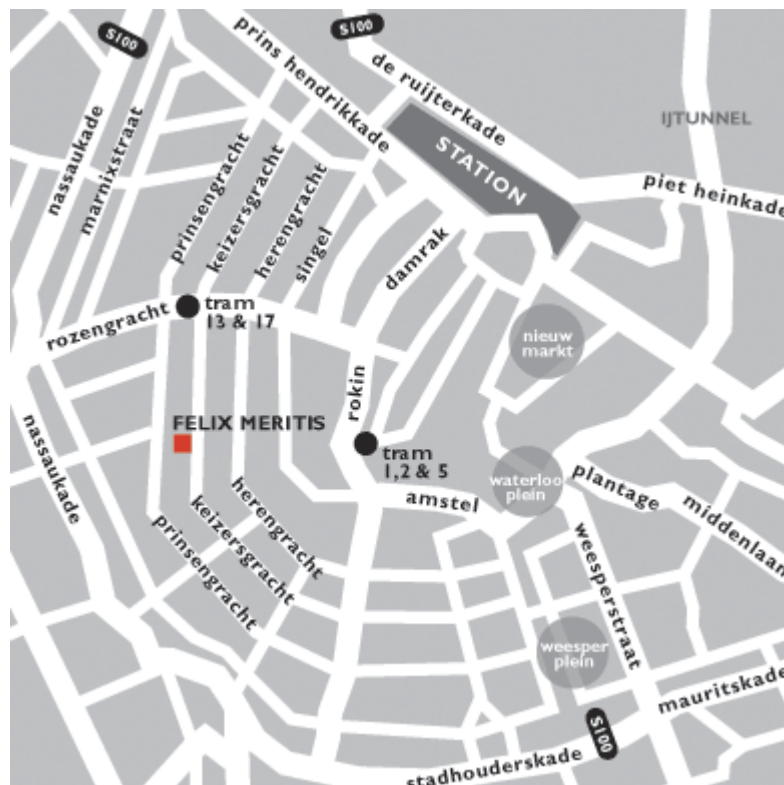 S100
S100
prins hendrikkade
de ruijterkade
IJTUNNEL
STATION
nassaukade
marnixstraat
piet heinkade
prinsengracht
keizersgracht
herengracht
singel
damrak
rozengracht
tram
13 & 17
nieuw
markt
rokin
FELIX MERITIS
nassaukade
tram
1,2 & 5
waterloo
plein
plantage
middenlaan
amstel
herengracht
keizersgracht
prinsengracht
weesperstraat
weesper
plein
mauritskade
S100
stadhouderskade